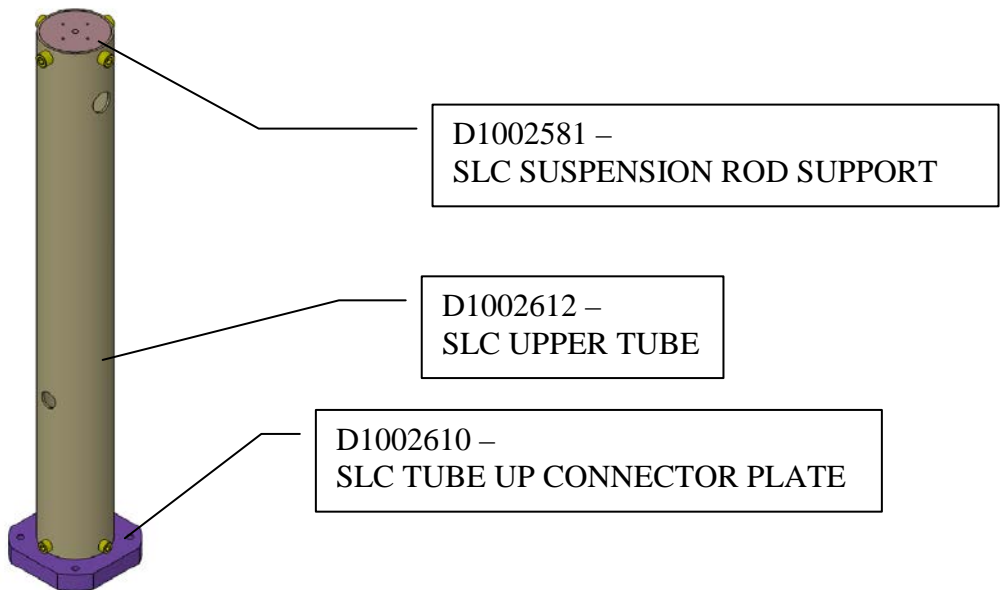 D1002581 –
SLC SUSPENSION ROD SUPPORT
D1002612 –
SLC UPPER TUBE
D1002610 –
SLC TUBE UP CONNECTOR PLATE